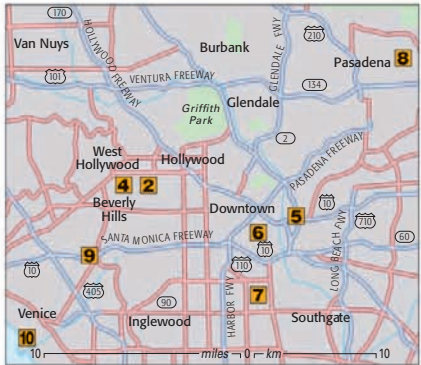 170
Van Nuys
HOLLYWOOD FREEWAY
Burbank
GLENDALE FWY
210
Pasadena
8
101
VENTURA FREEWAY
134
Griffith
Park
Glendale
2
PASADENA FREEWAY
West
Hollywood
Hollywood
4
2
Beverly
Hills
Downtown
5
10
710
6
SANTA MONICA FREEWAY
10
60
9
10
110
LONG BEACH FWY
405
90
HARBOR FWY
7
Venice
Inglewood
Southgate
10
10 miles 0 km 10